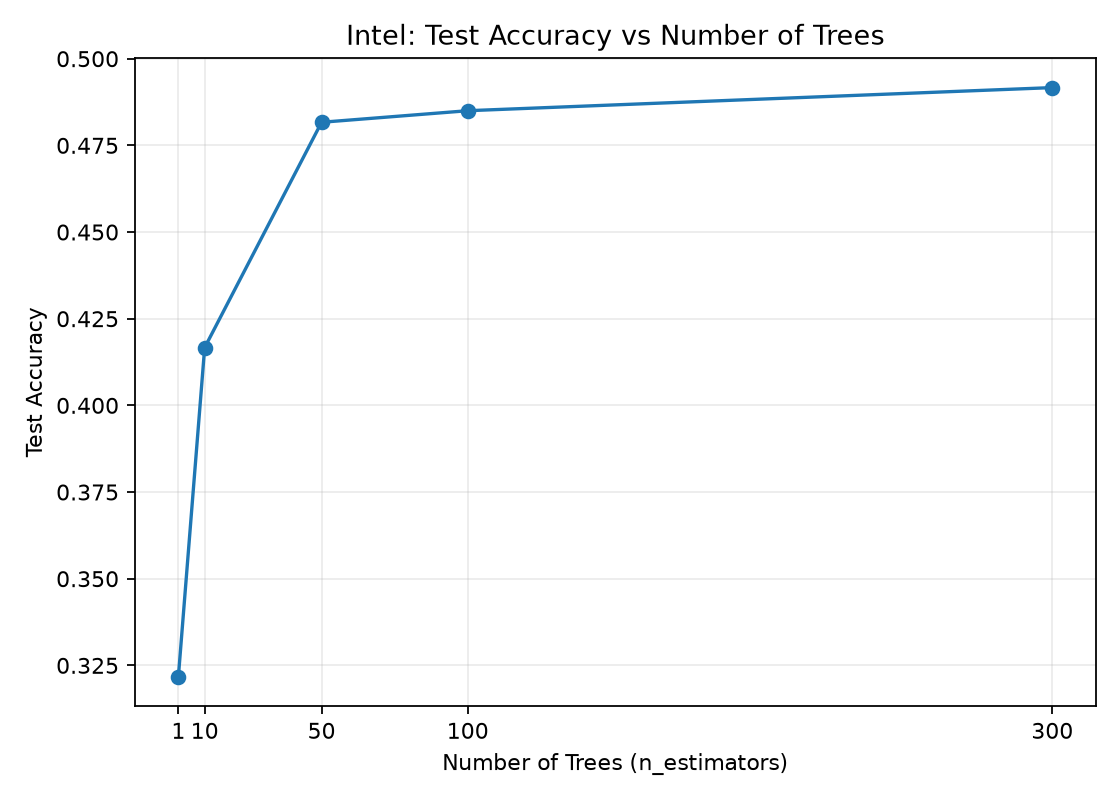 Intel: Test Accuracy vs Number of Trees
0.500
0.475
0.450
0.425
0.400
0.375
0.350
0.325
Test Accuracy
1 10 50 100 300
Number of Trees (n_estimators)